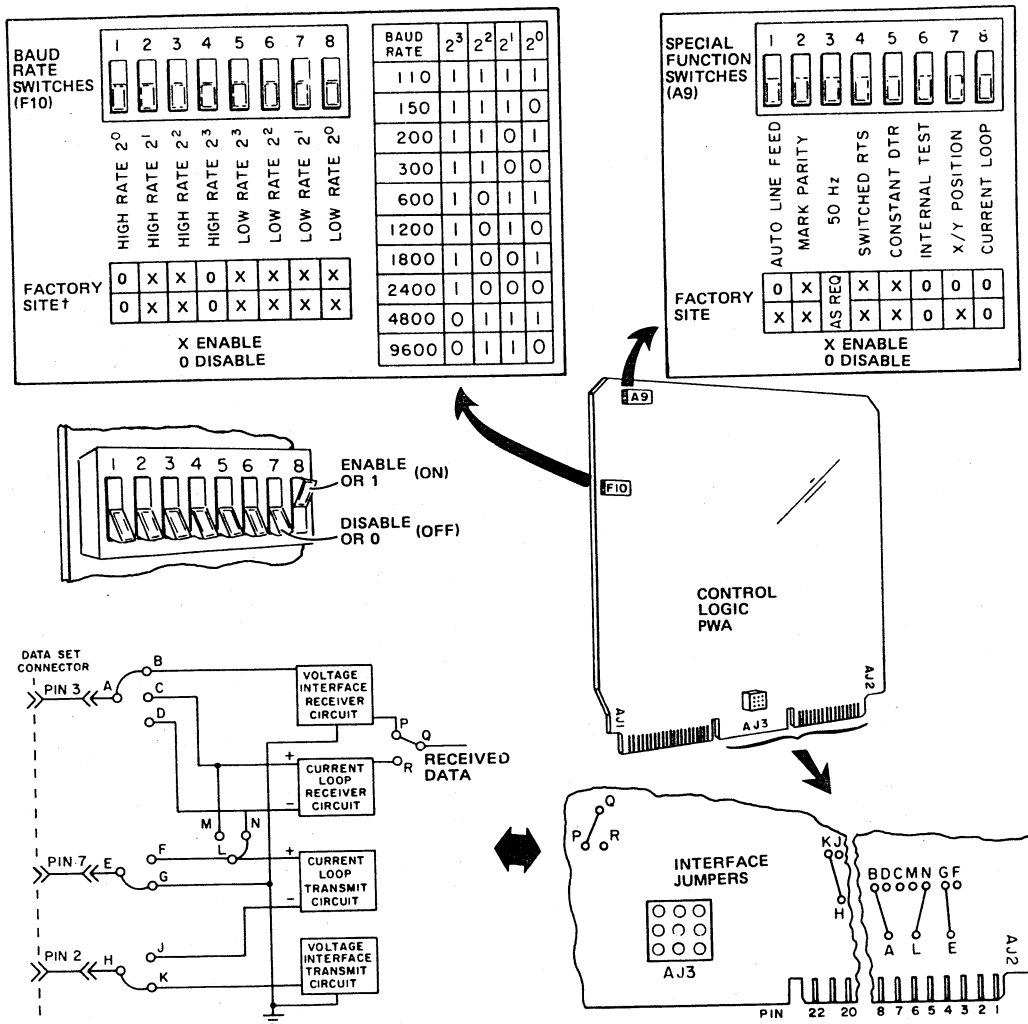 BAUD
RATE
SWITCHES
(F10)
1 2 3 4 5 6 7 8
HIGH RATE 2⁰
HIGH RATE 2¹
HIGH RATE 2²
HIGH RATE 2³
LOW RATE 2³
LOW RATE 2²
LOW RATE 2¹
LOW RATE 2⁰
FACTORY 0 X X 0 X X X X
SITE† 0 X X X X X X X
X ENABLE
0 DISABLE
BAUD RATE 2³ 2² 2¹ 2⁰
110 1 1 1 1
150 1 1 1 0
200 1 1 0 1
300 1 1 0 0
600 1 0 1 1
1200 1 0 1 0
1800 1 0 0 1
2400 1 0 0 0
4800 0 1 1 1
9600 0 1 1 0
SPECIAL
FUNCTION
SWITCHES
(A9)
1 2 3 4 5 6 7 8
AUTO LINE FEED
MARK PARITY
50 Hz
SWITCHED RTS
CONSTANT DTR
INTERNAL TEST
X/Y POSITION
CURRENT LOOP
FACTORY 0 X X X 0 0 0
SITE X X X X 0 X 0
AS REQ
X ENABLE
0 DISABLE
A9
F10
CONTROL
LOGIC
PWA
AJ1
AJ3
AJ2
1 2 3 4 5 6 7 8
ENABLE
OR 1 (ON)
DISABLE
OR 0 (OFF)
DATA SET
CONNECTOR
PIN 3
A
B
C
D
VOLTAGE
INTERFACE
RECEIVER
CIRCUIT
P
Q
R
RECEIVED
DATA
+
CURRENT
LOOP
RECEIVER
CIRCUIT
−
M
N
L
PIN 7
E
F
G
+
CURRENT
LOOP
TRANSMIT
CIRCUIT
−
PIN 2
H
J
K
VOLTAGE
INTERFACE
TRANSMIT
CIRCUIT
Q
P
R
INTERFACE
JUMPERS
AJ3
K J
H
B D C M N G F
A L E
AJ2
PIN 22 20 8 7 6 5 4 3 2 1